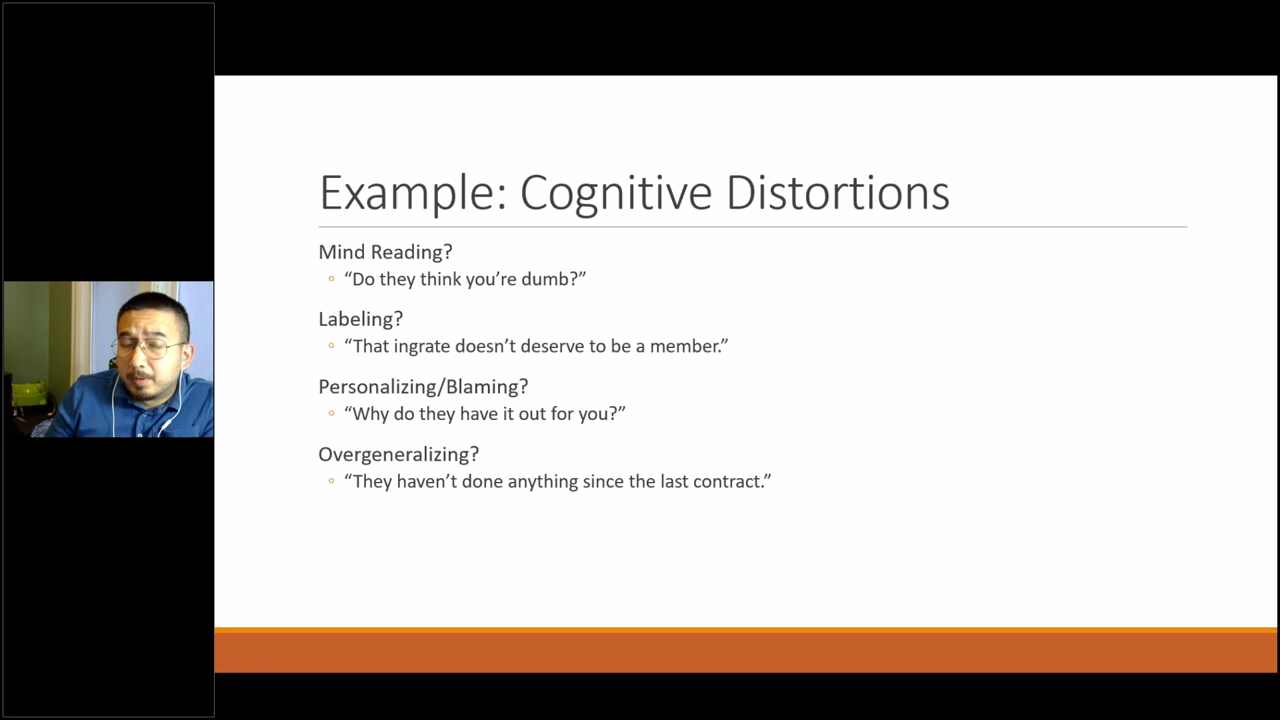 Example: Cognitive Distortions
Mind Reading?
“Do they think you’re dumb?”
Labeling?
“That ingrate doesn’t deserve to be a member.”
Personalizing/Blaming?
“Why do they have it out for you?”
Overgeneralizing?
“They haven’t done anything since the last contract.”